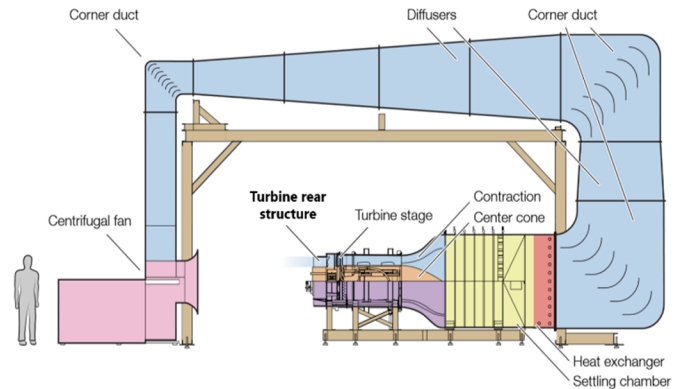 Corner duct
Diffusers
Corner duct
Turbine rear
structure
Contraction
Turbine stage
Center cone
Centrifugal fan
Heat exchanger
Settling chamber